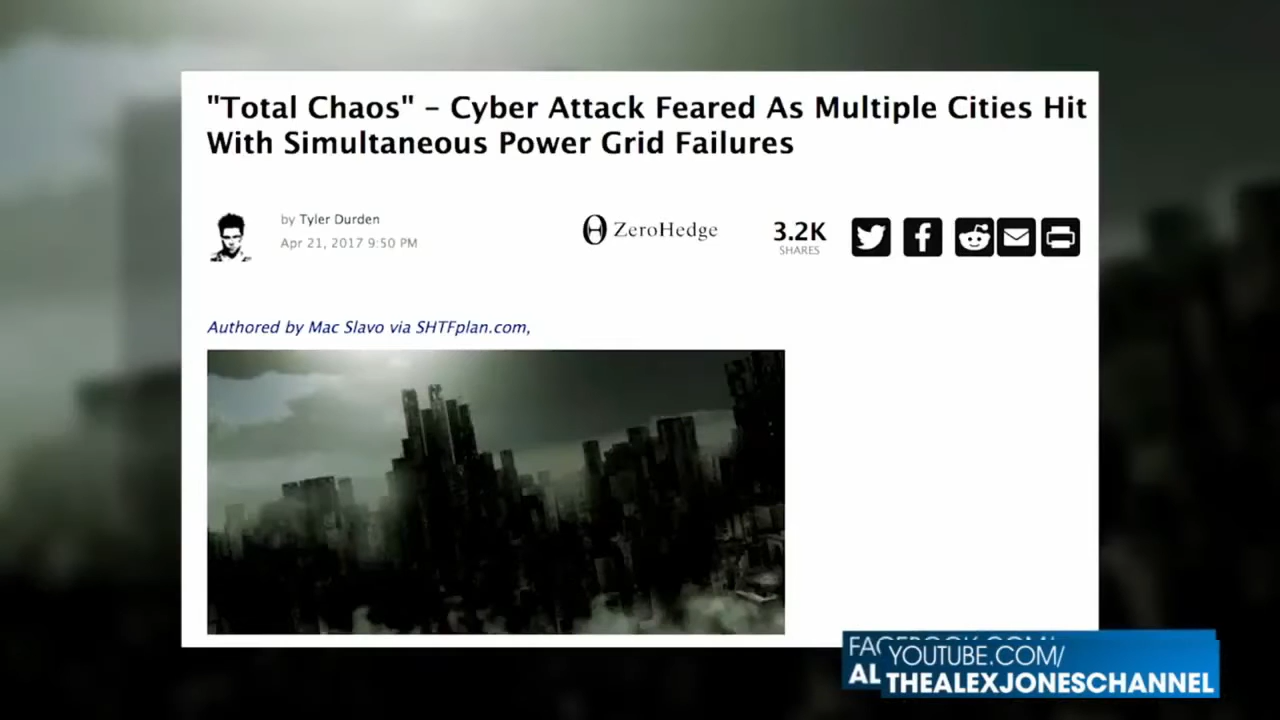 "Total Chaos" – Cyber Attack Feared As Multiple Cities Hit
With Simultaneous Power Grid Failures
by Tyler Durden
Apr 21, 2017 9:50 PM
ZeroHedge
3.2K
SHARES
Authored by Mac Slavo via SHTFplan.com,
YOUTUBE.COM/
THEALEXJONESCHANNEL